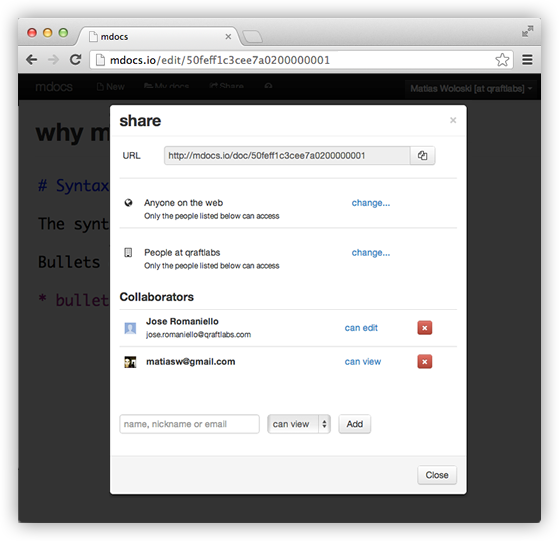 mdocs
mdocs.io/edit/50feff1c3cee7a0200000001
mdocs New My docs Share Matias Woloski [at qraftlabs]
why m
share
URL http://mdocs.io/doc/50feff1c3cee7a0200000001
# Syntax
Anyone on the web change...
Only the people listed below can access
The synt
People at qraftlabs change...
Bullets
Only the people listed below can access
Collaborators
* bullet
Jose Romaniello can edit
jose.romaniello@qraftlabs.com
matiasw@gmail.com can view
name, nickname or email can view Add
Close